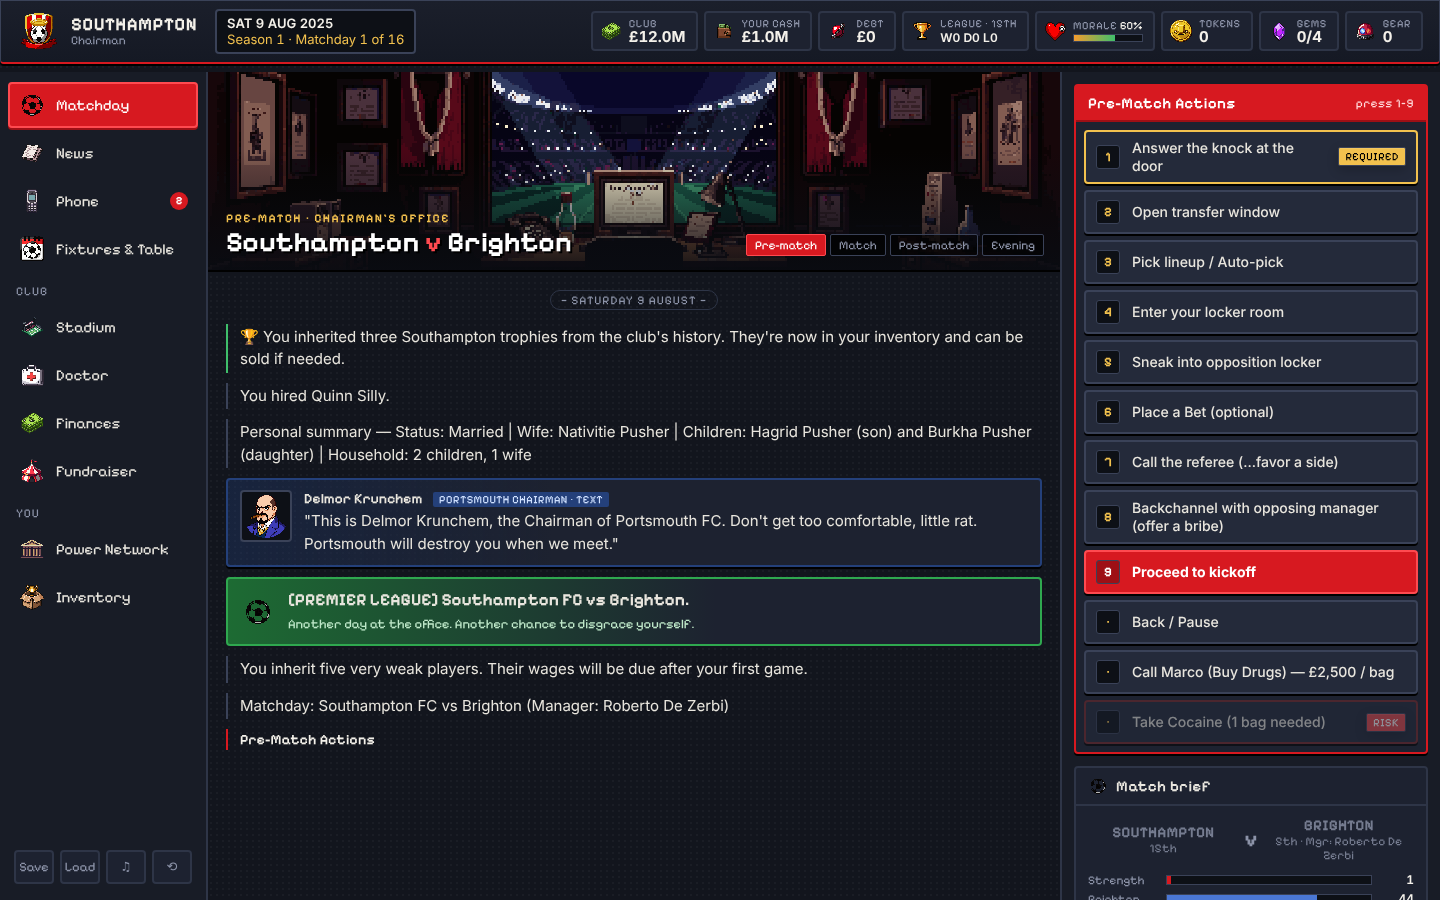 SOUTHAMPTON
Chairman
SAT 9 AUG 2025
Season 1 · Matchday 1 of 16
CLUB
£12.0M
YOUR CASH
£1.0M
DEBT
£0
LEAGUE · 15TH
W0 D0 L0
MORALE 60%
TOKENS
0
GEMS
0/4
GEAR
0
Matchday
News
Phone
8
Fixtures & Table
CLUB
Stadium
Doctor
Finances
Fundraiser
YOU
Power Network
Inventory
Save
Load
PRE-MATCH · CHAIRMAN'S OFFICE
Southampton v Brighton
Pre-match
Match
Post-match
Evening
– SATURDAY 9 AUGUST –
🏆 You inherited three Southampton trophies from the club's history. They're now in your inventory and can be
sold if needed.
You hired Quinn Silly.
Personal summary — Status: Married | Wife: Nativitie Pusher | Children: Hagrid Pusher (son) and Burkha Pusher
(daughter) | Household: 2 children, 1 wife
Delmor Krunchem
PORTSMOUTH CHAIRMAN · TEXT
"This is Delmor Krunchem, the Chairman of Portsmouth FC. Don't get too comfortable, little rat.
Portsmouth will destroy you when we meet."
(PREMIER LEAGUE) Southampton FC vs Brighton.
Another day at the office. Another chance to disgrace yourself.
You inherit five very weak players. Their wages will be due after your first game.
Matchday: Southampton FC vs Brighton (Manager: Roberto De Zerbi)
Pre-Match Actions
Pre-Match Actions
press 1-9
1
Answer the knock at the
door
REQUIRED
2
Open transfer window
3
Pick lineup / Auto-pick
4
Enter your locker room
5
Sneak into opposition locker
6
Place a Bet (optional)
7
Call the referee (...favor a side)
8
Backchannel with opposing manager
(offer a bribe)
9
Proceed to kickoff
·
Back / Pause
·
Call Marco (Buy Drugs) — £2,500 / bag
·
Take Cocaine (1 bag needed)
RISK
Match brief
SOUTHAMPTON
15th
V
BRIGHTON
5th · Mgr: Roberto De
Zerbi
Strength
1
Brighton
44